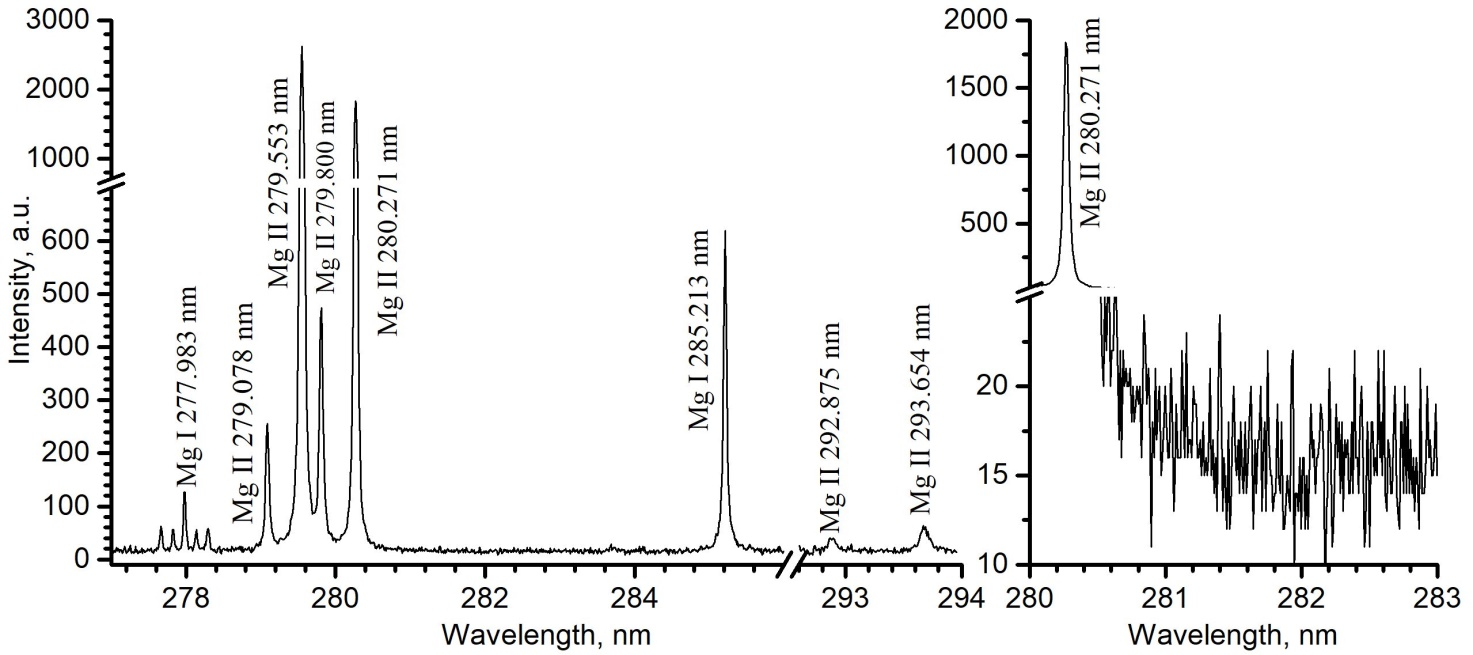 3000
2000
1000
600
500
400
300
200
100
0
Intensity, a.u.
Mg I 277.983 nm
Mg II 279.078 nm
Mg II 279.553 nm
Mg II 279.800 nm
Mg II 280.271 nm
Mg I 285.213 nm
Mg II 292.875 nm
Mg II 293.654 nm
278 280 282 284 293 294
Wavelength, nm
2000
1500
1000
500
20
15
10
Mg II 280.271 nm
280 281 282 283
Wavelength, nm